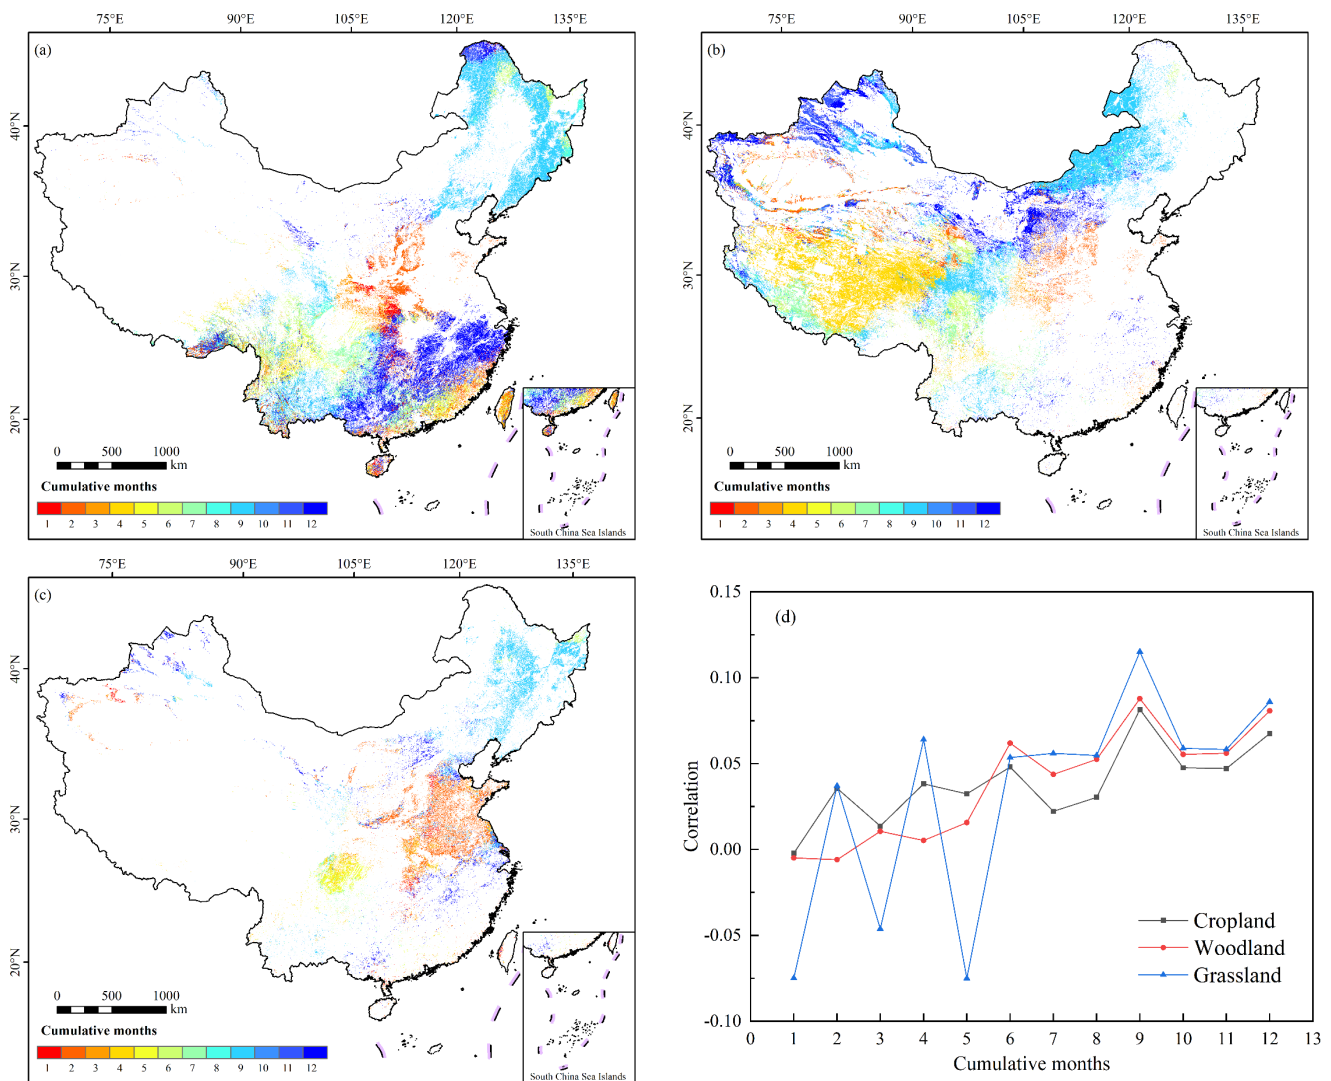 75°E 90°E 105°E 120°E 135°E
(a)
40°N
30°N
20°N
0 500 1000
km
Cumulative months
1 2 3 4 5 6 7 8 9 10 11 12
South China Sea Islands
75°E 90°E 105°E 120°E 135°E
(b)
40°N
30°N
20°N
0 500 1000
km
Cumulative months
1 2 3 4 5 6 7 8 9 10 11 12
South China Sea Islands
75°E 90°E 105°E 120°E 135°E
(c)
40°N
30°N
20°N
0 500 1000
km
Cumulative months
1 2 3 4 5 6 7 8 9 10 11 12
South China Sea Islands
(d)
Correlation
0.15
0.10
0.05
0.00
-0.05
-0.10
Cropland
Woodland
Grassland
0 1 2 3 4 5 6 7 8 9 10 11 12 13
Cumulative months